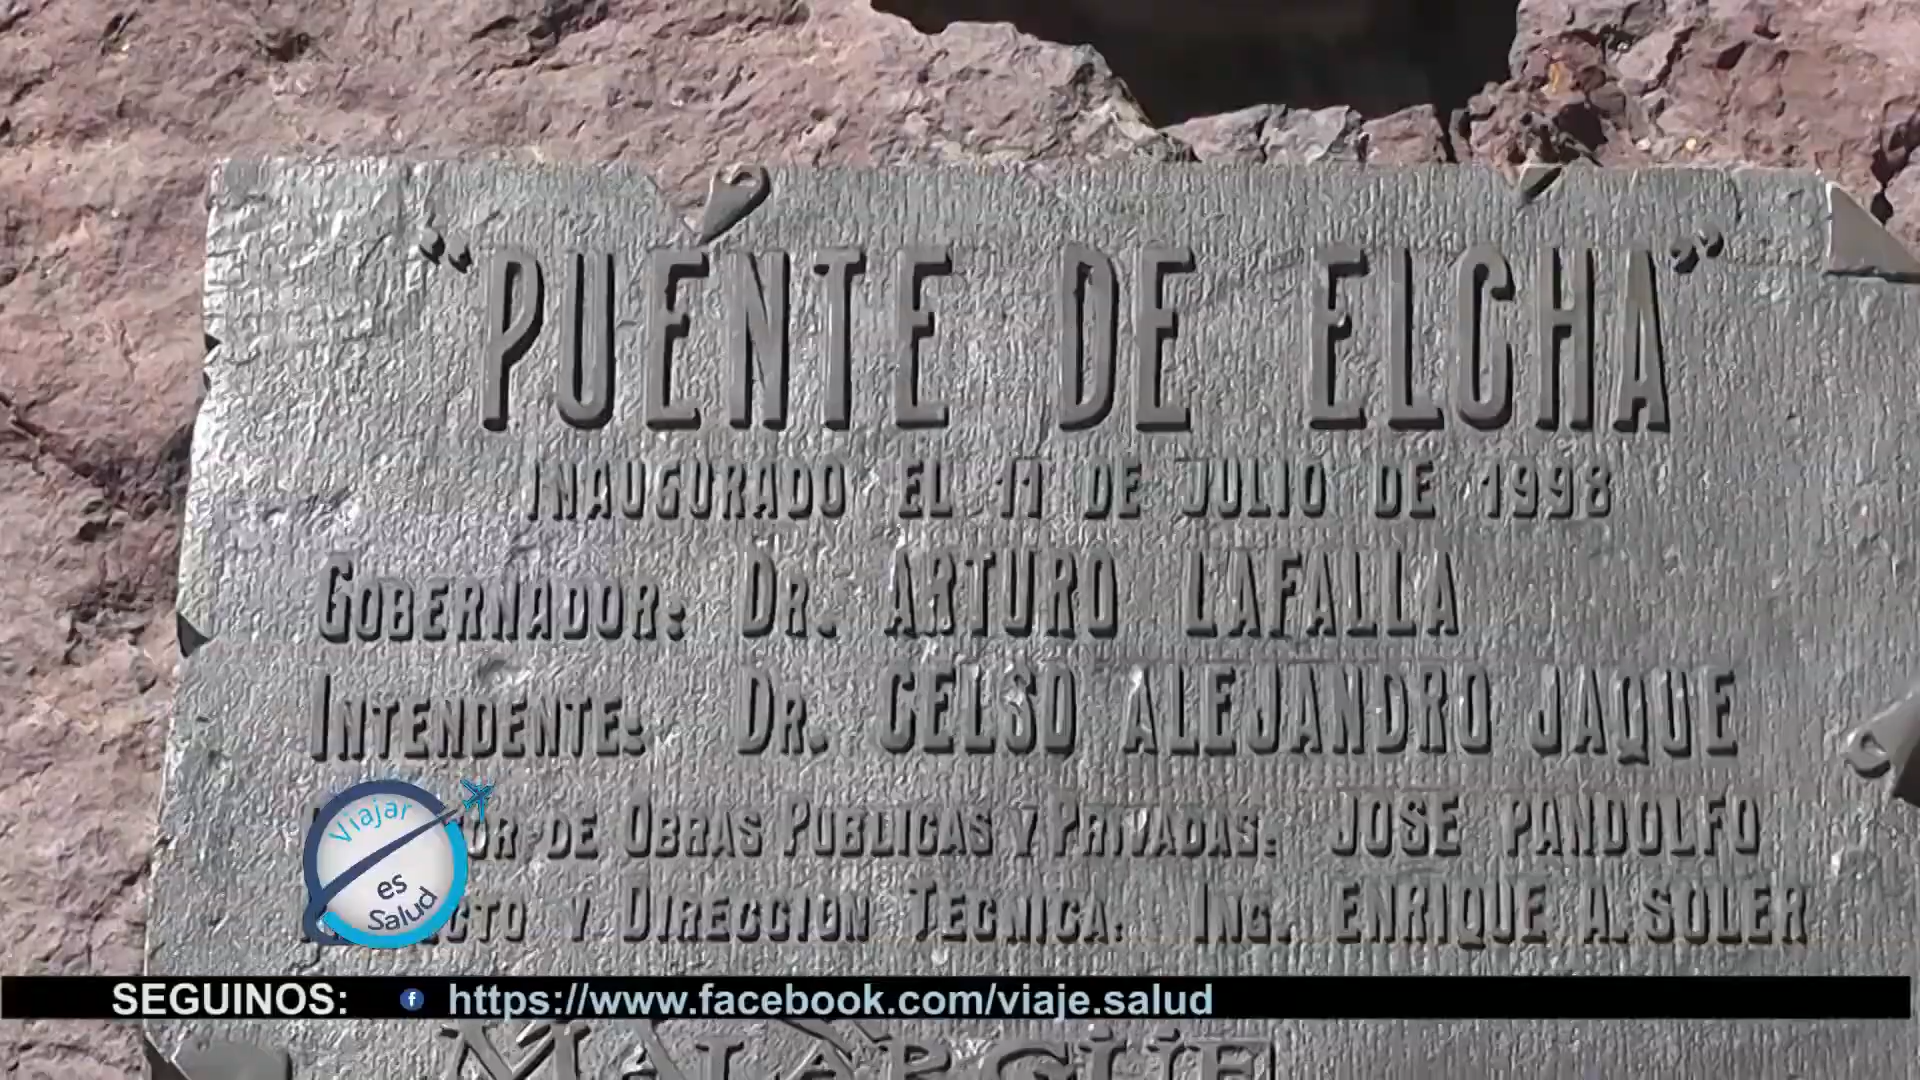 "PUENTE DE ELCHA"
INAUGURADO EL 11 DE JULIO DE 1998
GOBERNADOR: DR. ARTURO LAFALLA
INTENDENTE: DR. CELSO ALEJANDRO JAQUE
DE OBRAS PUBLICAS Y PRIVADAS: JOSE PANDOLFO
Y DIRECCION TECNICA: ING. ENRIQUE A. SOLER
Viajar
es
Salud
SEGUINOS: https://www.facebook.com/viaje.salud
MALARGÜE